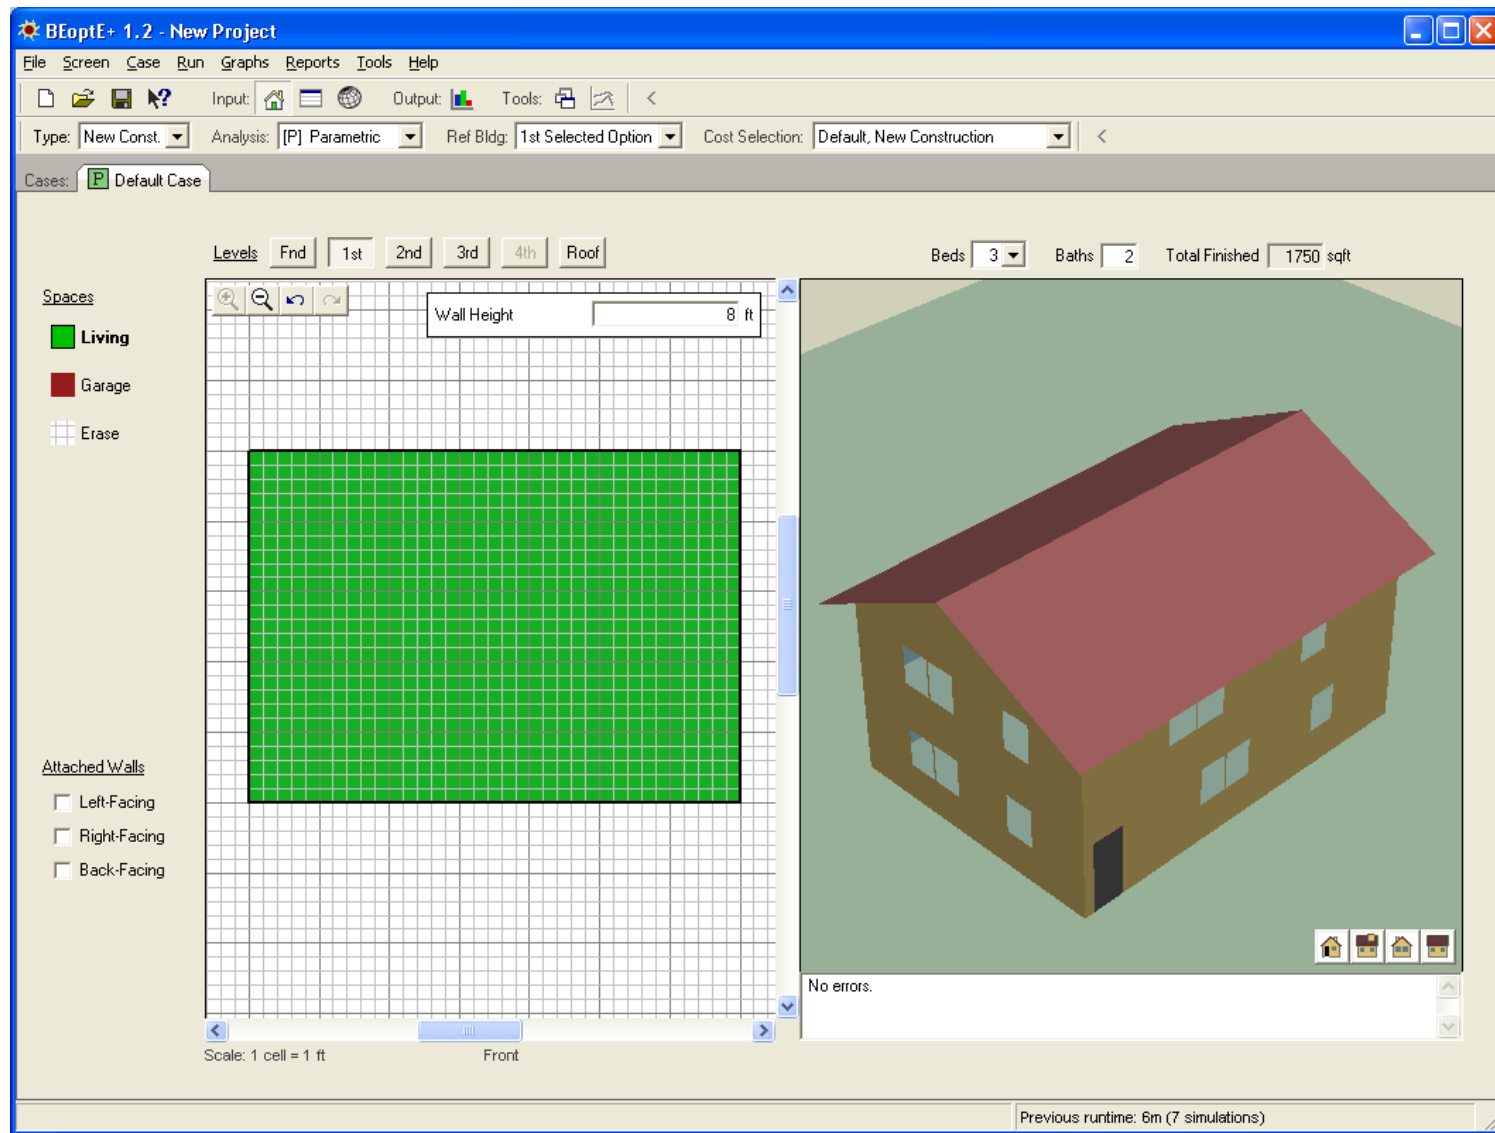 BEoptE+ 1.2 - New Project
File Screen Case Run Graphs Reports Tools Help
Input: Output: Tools: <
Type: New Const. Analysis: [P] Parametric Ref Bldg: 1st Selected Option Cost Selection: Default, New Construction <
Cases: P Default Case
Levels Fnd 1st 2nd 3rd 4th Roof Beds 3 Baths 2 Total Finished 1750 sqft
Spaces
Wall Height 8 ft
Living
Garage
Erase
Attached Walls
Left-Facing
Right-Facing
Back-Facing
No errors.
Scale: 1 cell = 1 ft Front
Previous runtime: 6m (7 simulations)